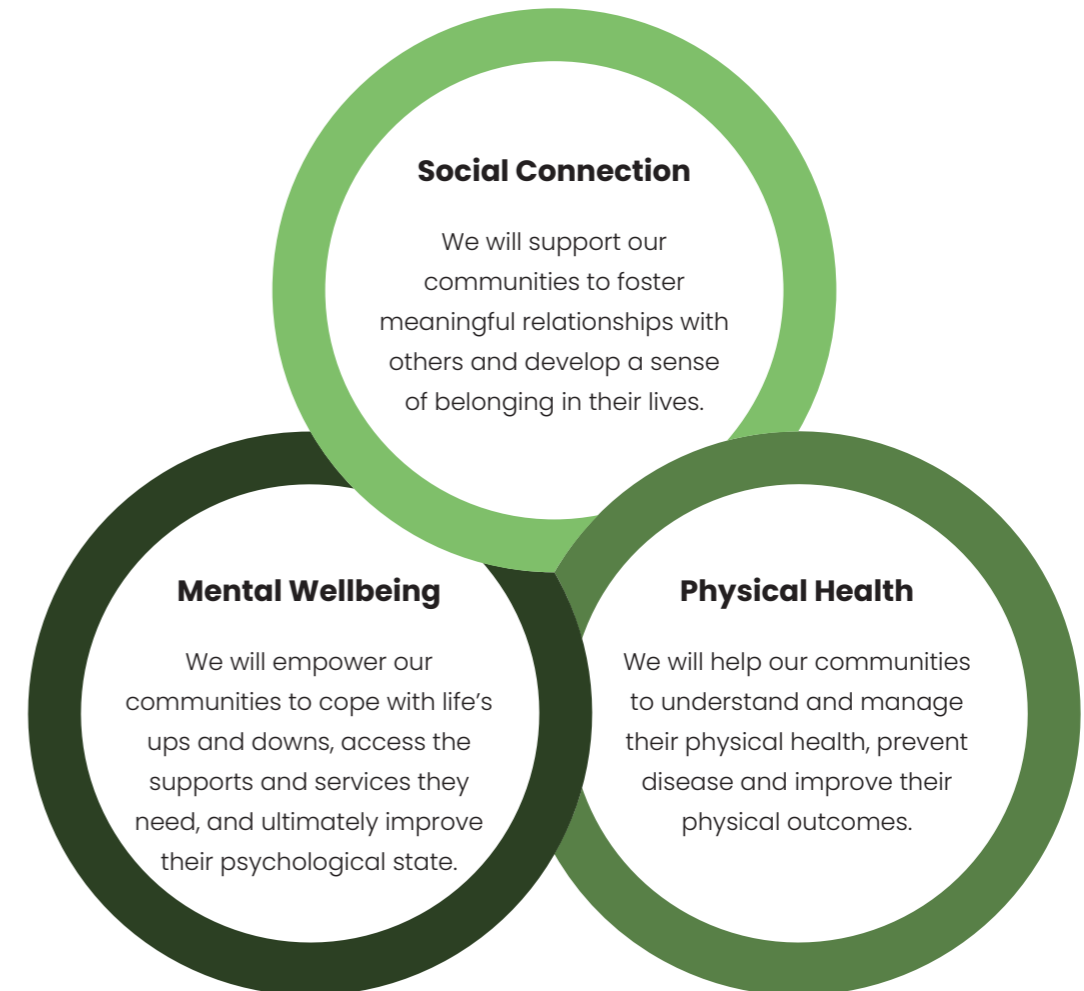 Social Connection
We will support our
communities to foster
meaningful relationships with
others and develop a sense
of belonging in their lives.
Mental Wellbeing
We will empower our
communities to cope with life’s
ups and downs, access the
supports and services they
need, and ultimately improve
their psychological state.
Physical Health
We will help our communities
to understand and manage
their physical health, prevent
disease and improve their
physical outcomes.